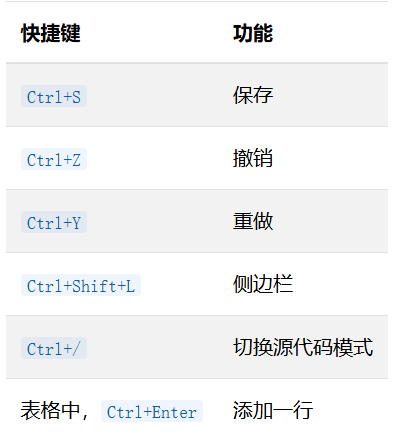 快捷键 功能
Ctrl+S 保存
Ctrl+Z 撤销
Ctrl+Y 重做
Ctrl+Shift+L 侧边栏
Ctrl+/ 切换源代码模式
表格中，Ctrl+Enter 添加一行